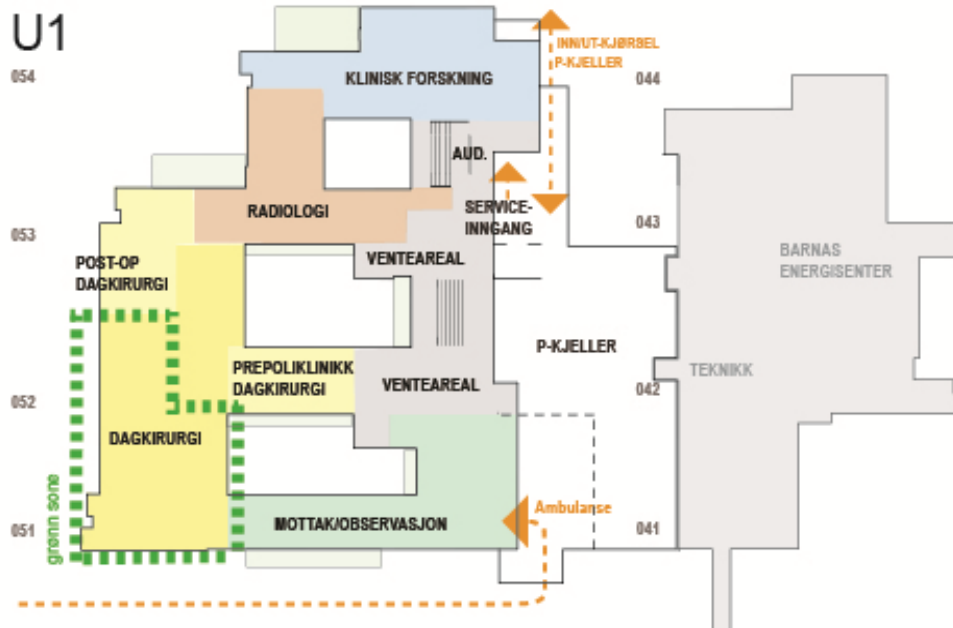 U1
INN/UT-KJØRSEL
P-KJELLER
054
KLINISK FORSKNING
044
AUD.
RADIOLOGI
SERVICE-
INNGANG
043
053
VENTEAREAL
BARNAS
ENERGISENTER
POST-OP
DAGKIRURGI
P-KJELLER
PREPOLIKLINIKK
DAGKIRURGI
VENTEAREAL
TEKNIKK
042
052
DAGKIRURGI
Ambulanse
MOTTAK/OBSERVASJON
051
041
grønn sone